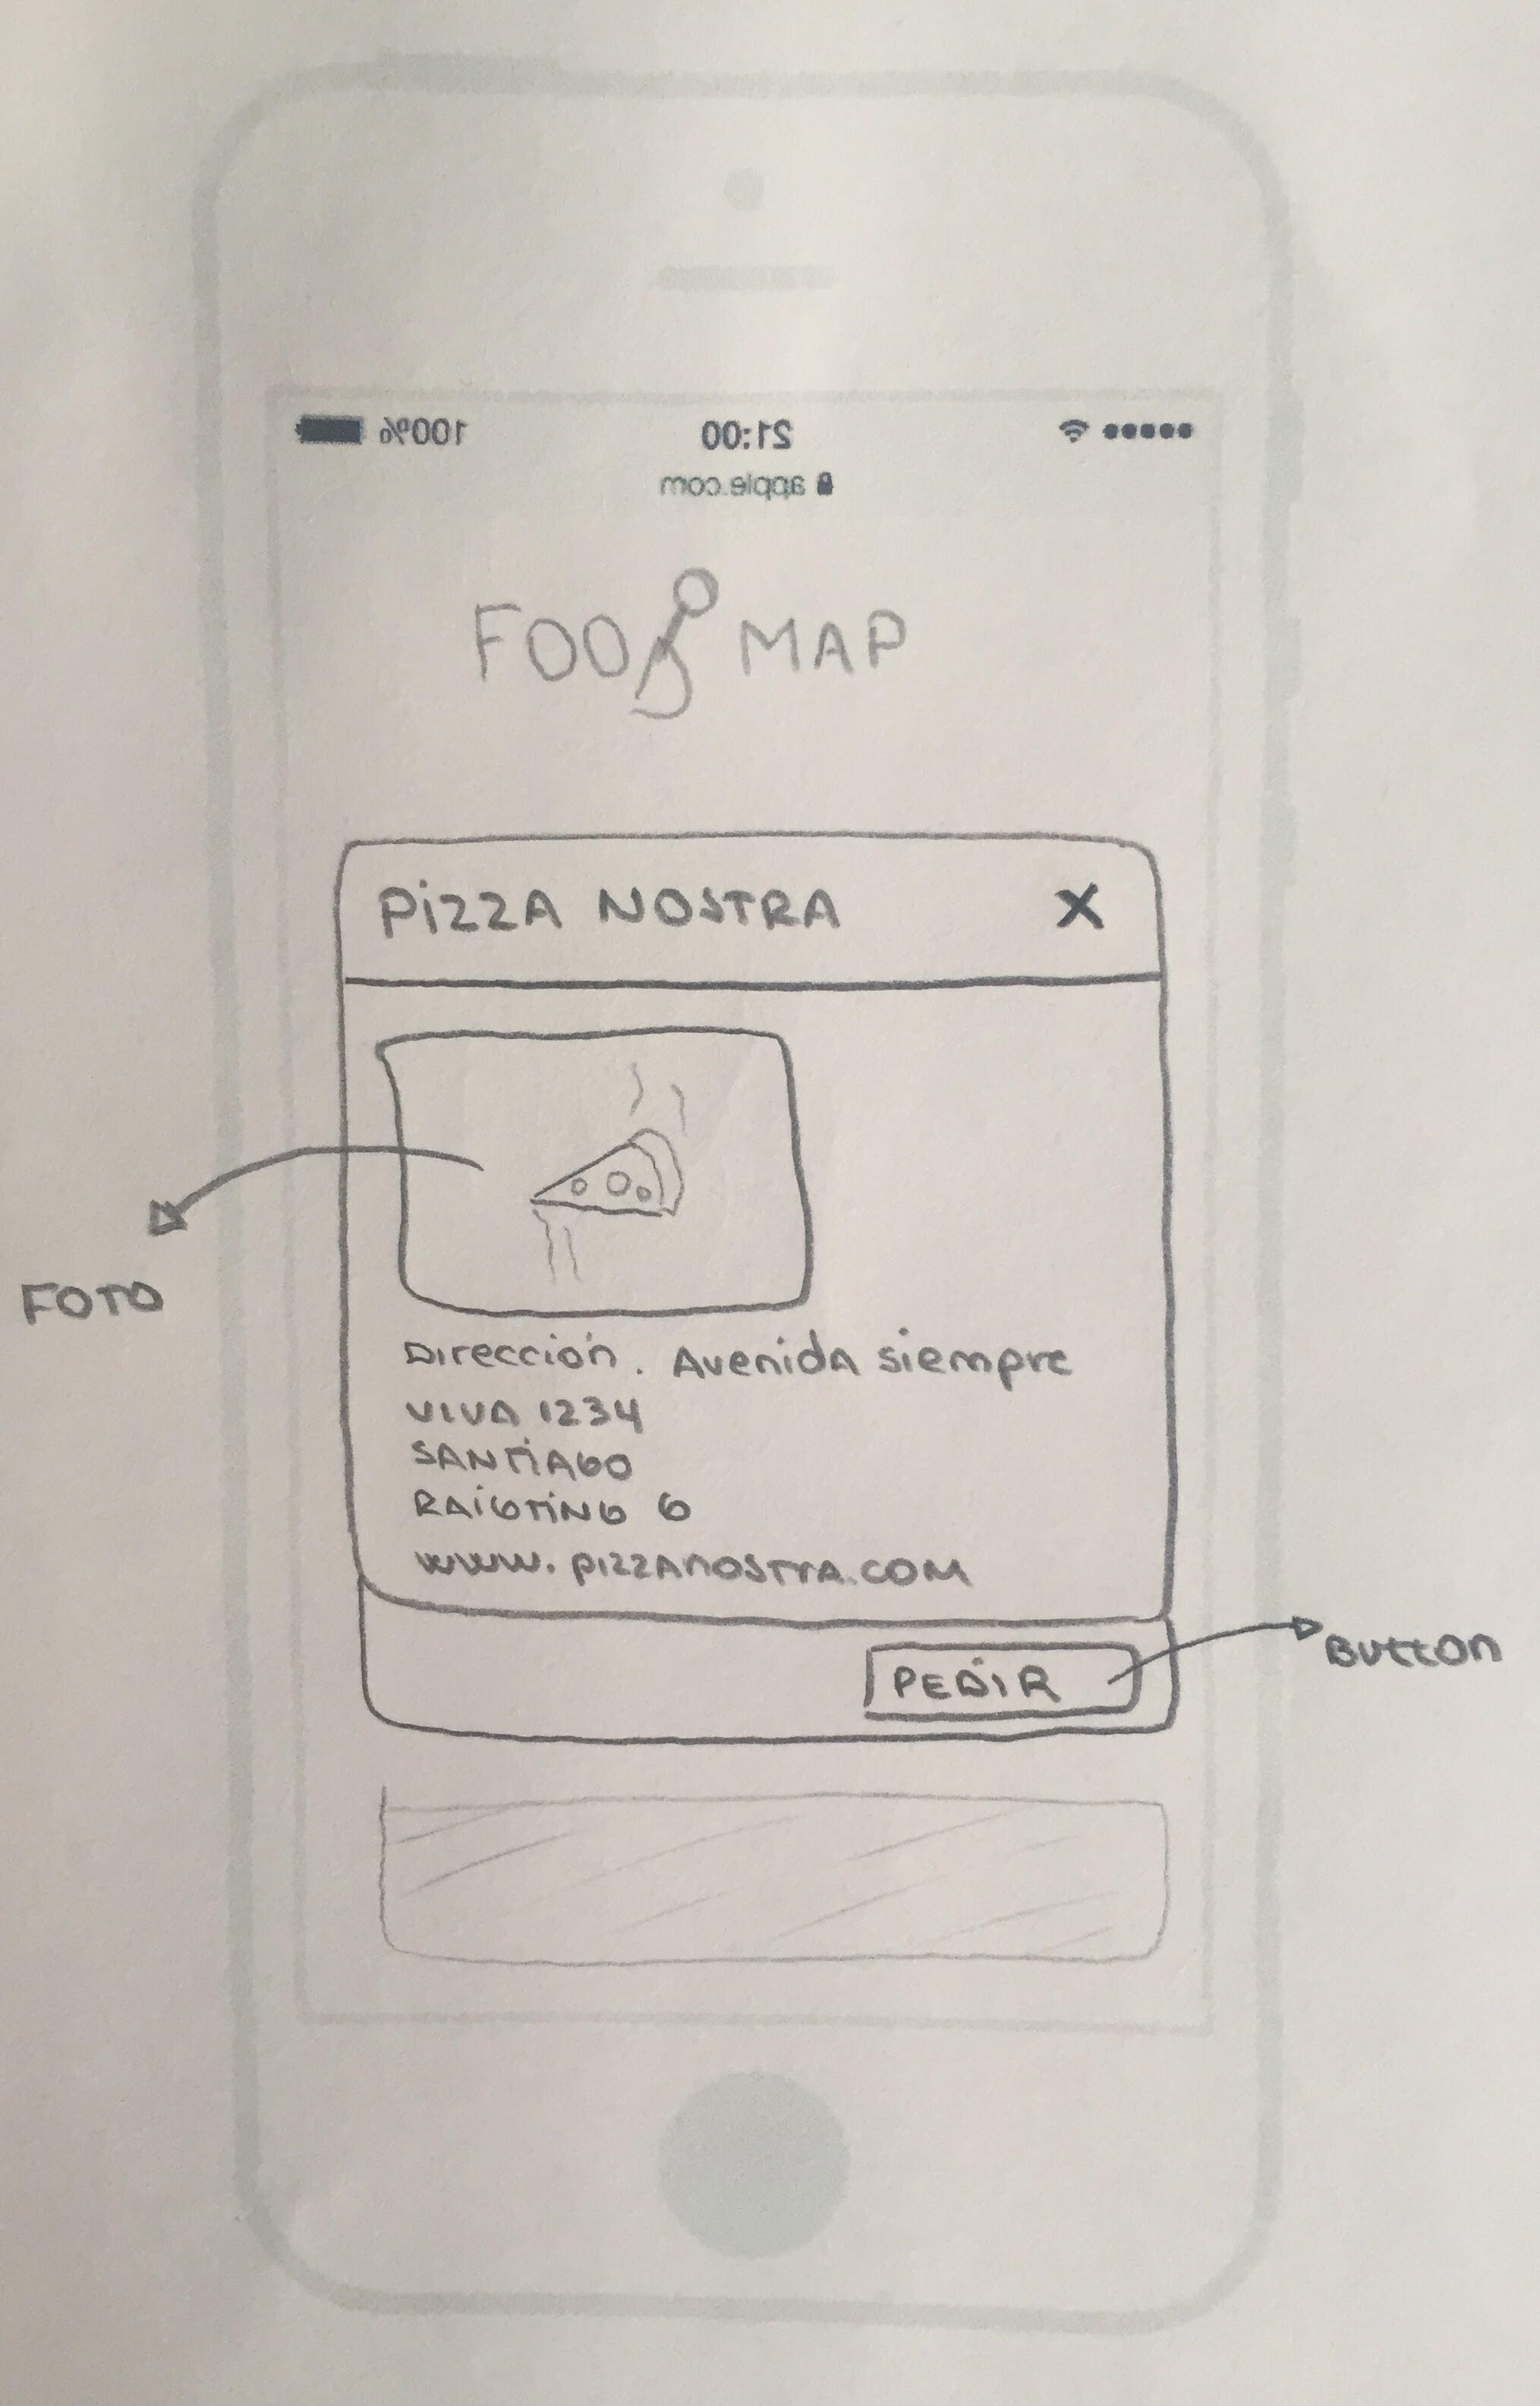 100%
21:00
apple.com
FOOD MAP
PiZZA NOSTRA X
FOTO
Dirección. Avenida siempre
VIVA 1234
SANTIAGO
RAIGTING 6
www.pizzanostra.com
PEDIR
Button